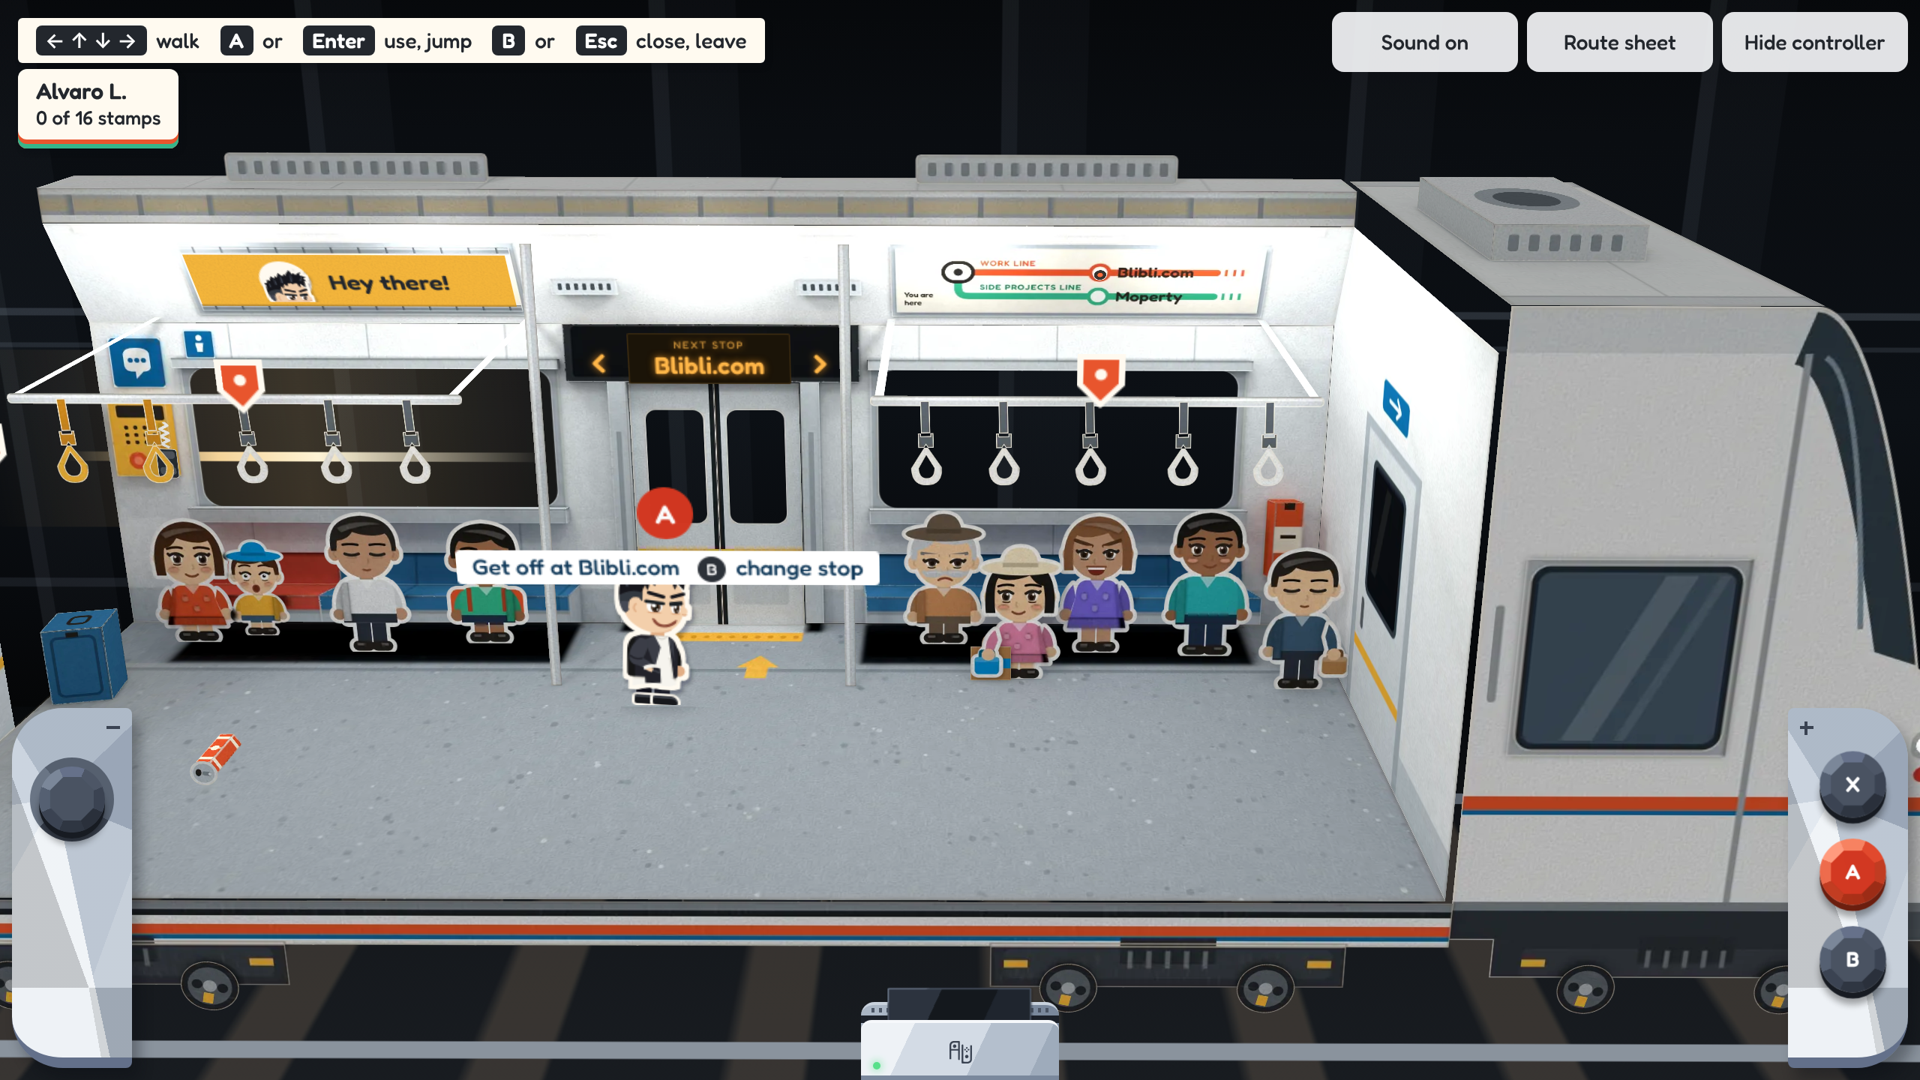 ← ↑ ↓ → walk A or Enter use, jump B or Esc close, leave
Sound on
Route sheet
Hide controller
Alvaro L.
0 of 16 stamps
Hey there!
WORK LINE
Blibli.com
SIDE PROJECTS LINE
You are
here
Moperty
NEXT STOP
Blibli.com
A
Get off at Blibli.com B change stop
X
A
B